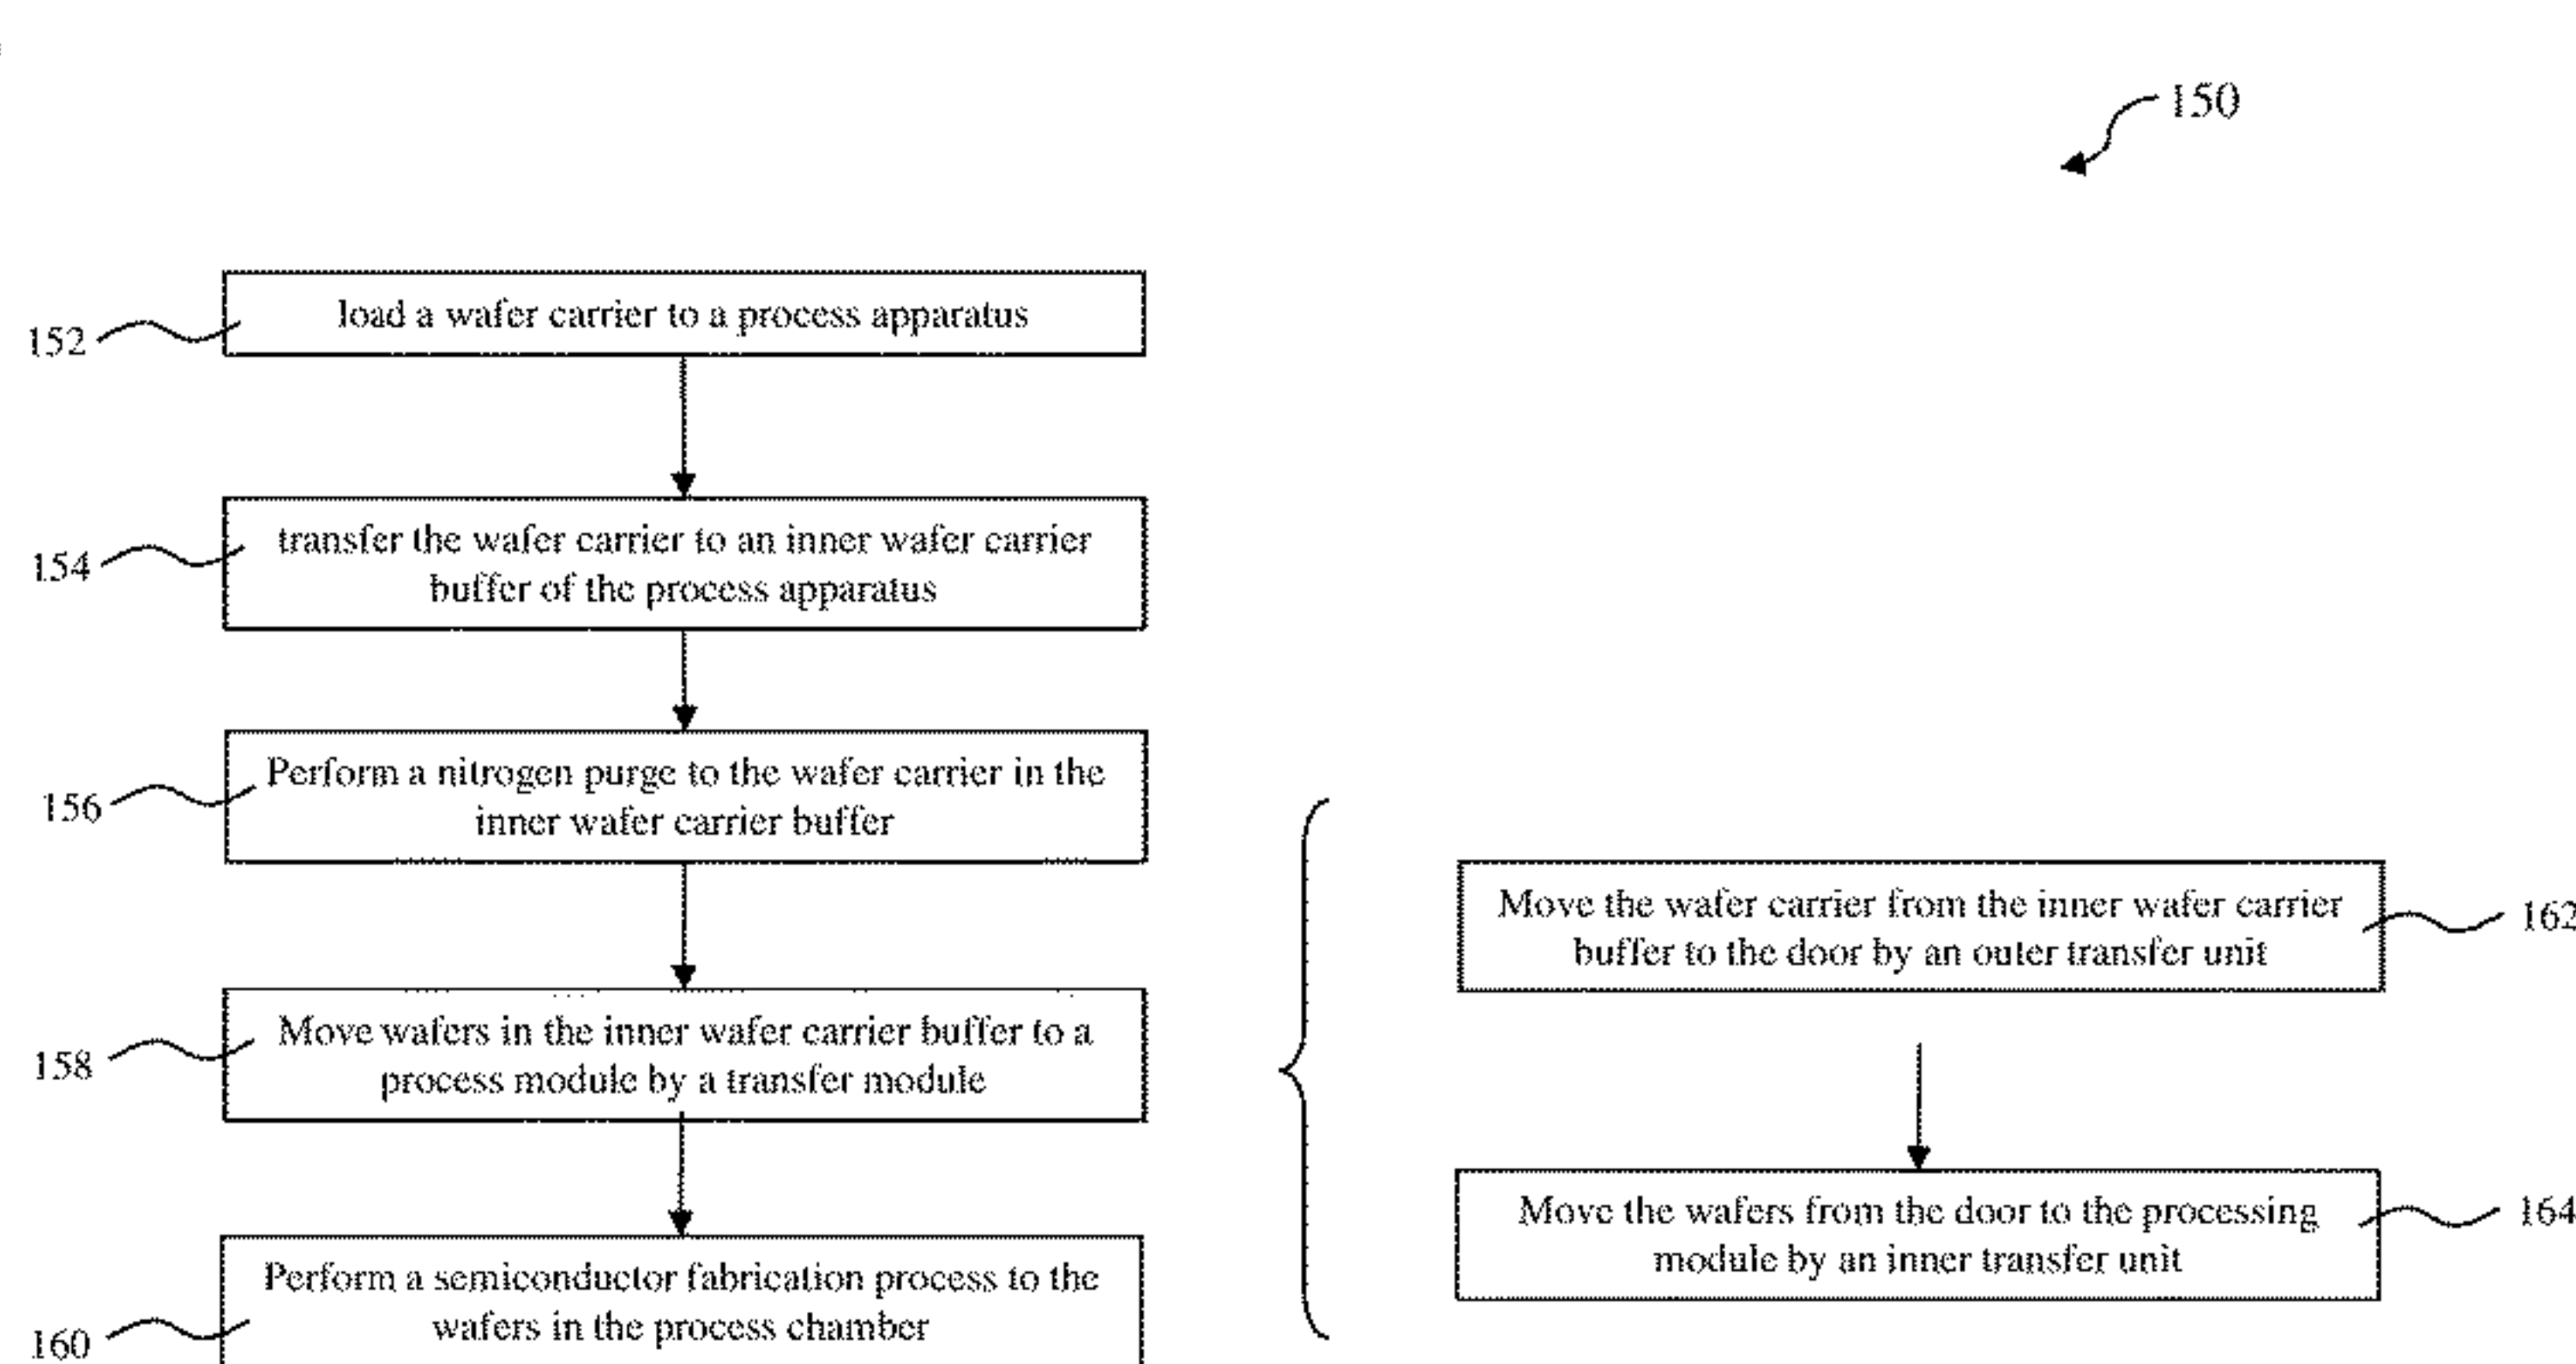 150
load a wafer carrier to a process apparatus
152
transfer the wafer carrier to an inner wafer carrier
buffer of the process apparatus
154
Perform a nitrogen purge to the wafer carrier in the
inner wafer carrier buffer
156
Move wafers in the inner wafer carrier buffer to a
process module by a transfer module
158
Perform a semiconductor fabrication process to the
wafers in the process chamber
160
Move the wafer carrier from the inner wafer carrier
buffer to the door by an outer transfer unit
162
Move the wafers from the door to the processing
module by an inner transfer unit
164